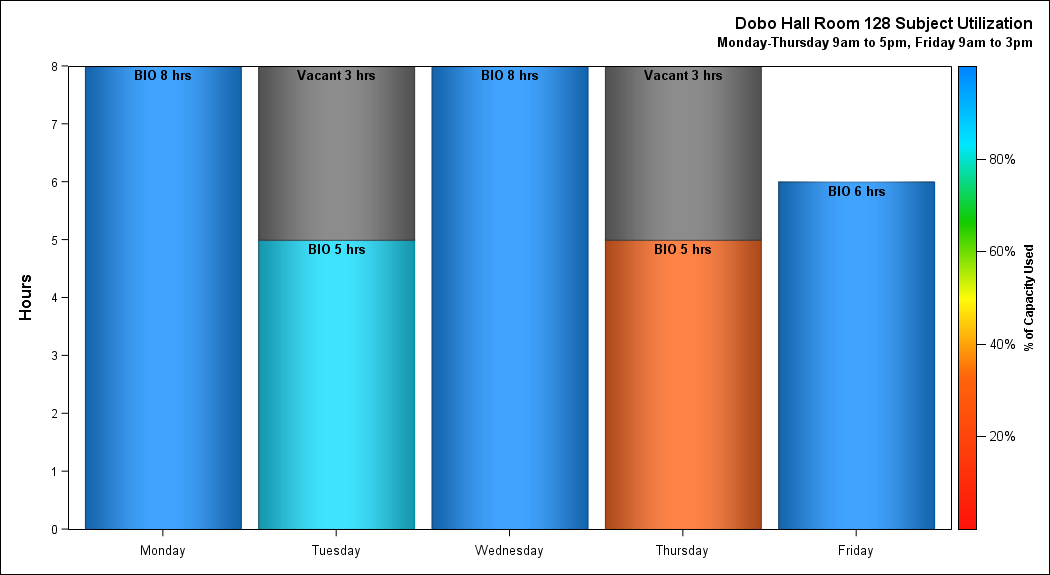 Dobo Hall Room 128 Subject Utilization
Monday-Thursday 9am to 5pm, Friday 9am to 3pm
8
7
6
5
4
3
2
1
0
Hours
BIO 8 hrs
Vacant 3 hrs
BIO 8 hrs
Vacant 3 hrs
BIO 6 hrs
BIO 5 hrs
BIO 5 hrs
Monday
Tuesday
Wednesday
Thursday
Friday
80%
60%
40%
20%
% of Capacity Used